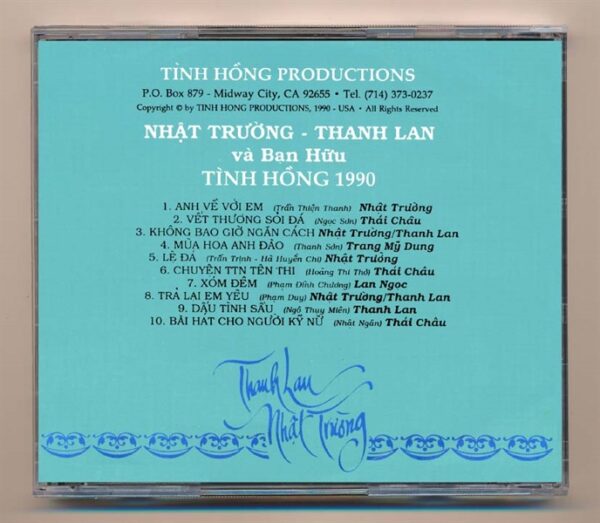 TÌNH HỒNG PRODUCTIONS
P.O. Box 879 - Midway City, CA 92655 • Tel. (714) 373-0237
Copyright © by TINH HONG PRODUCTIONS, 1990 - USA • All Rights Reserved
NHẬT TRƯỜNG - THANH LAN
và Bạn Hữu
TÌNH HỒNG 1990
1. ANH VỀ VỚI EM (Trần Thiện Thanh) Nhật Trường
2. VẾT THƯƠNG SỎI ĐÁ (Ngọc Sơn) Thái Châu
3. KHÔNG BAO GIỜ NGĂN CÁCH Nhật Trường/Thanh Lan
4. MÙA HOA ANH ĐÀO (Thanh Sơn) Trang Mỹ Dung
5. LỆ ĐÁ (Trần Trịnh - Hà Huyền Chi) Nhật Trường
6. CHUYỆN TTN TÊN THI (Hoàng Thi Thơ) Thái Châu
7. XÓM ĐÊM (Phạm Đình Chương) Lan Ngọc
8. TRẢ LẠI EM YÊU (Phạm Duy) Nhật Trường/Thanh Lan
9. DẤU TÌNH SẦU (Ngô Thụy Miên) Thanh Lan
10. BÀI HÁT CHO NGƯỜI KỸ NỮ (Nhật Ngân) Thái Châu
Thanh Lan
Nhật Trường